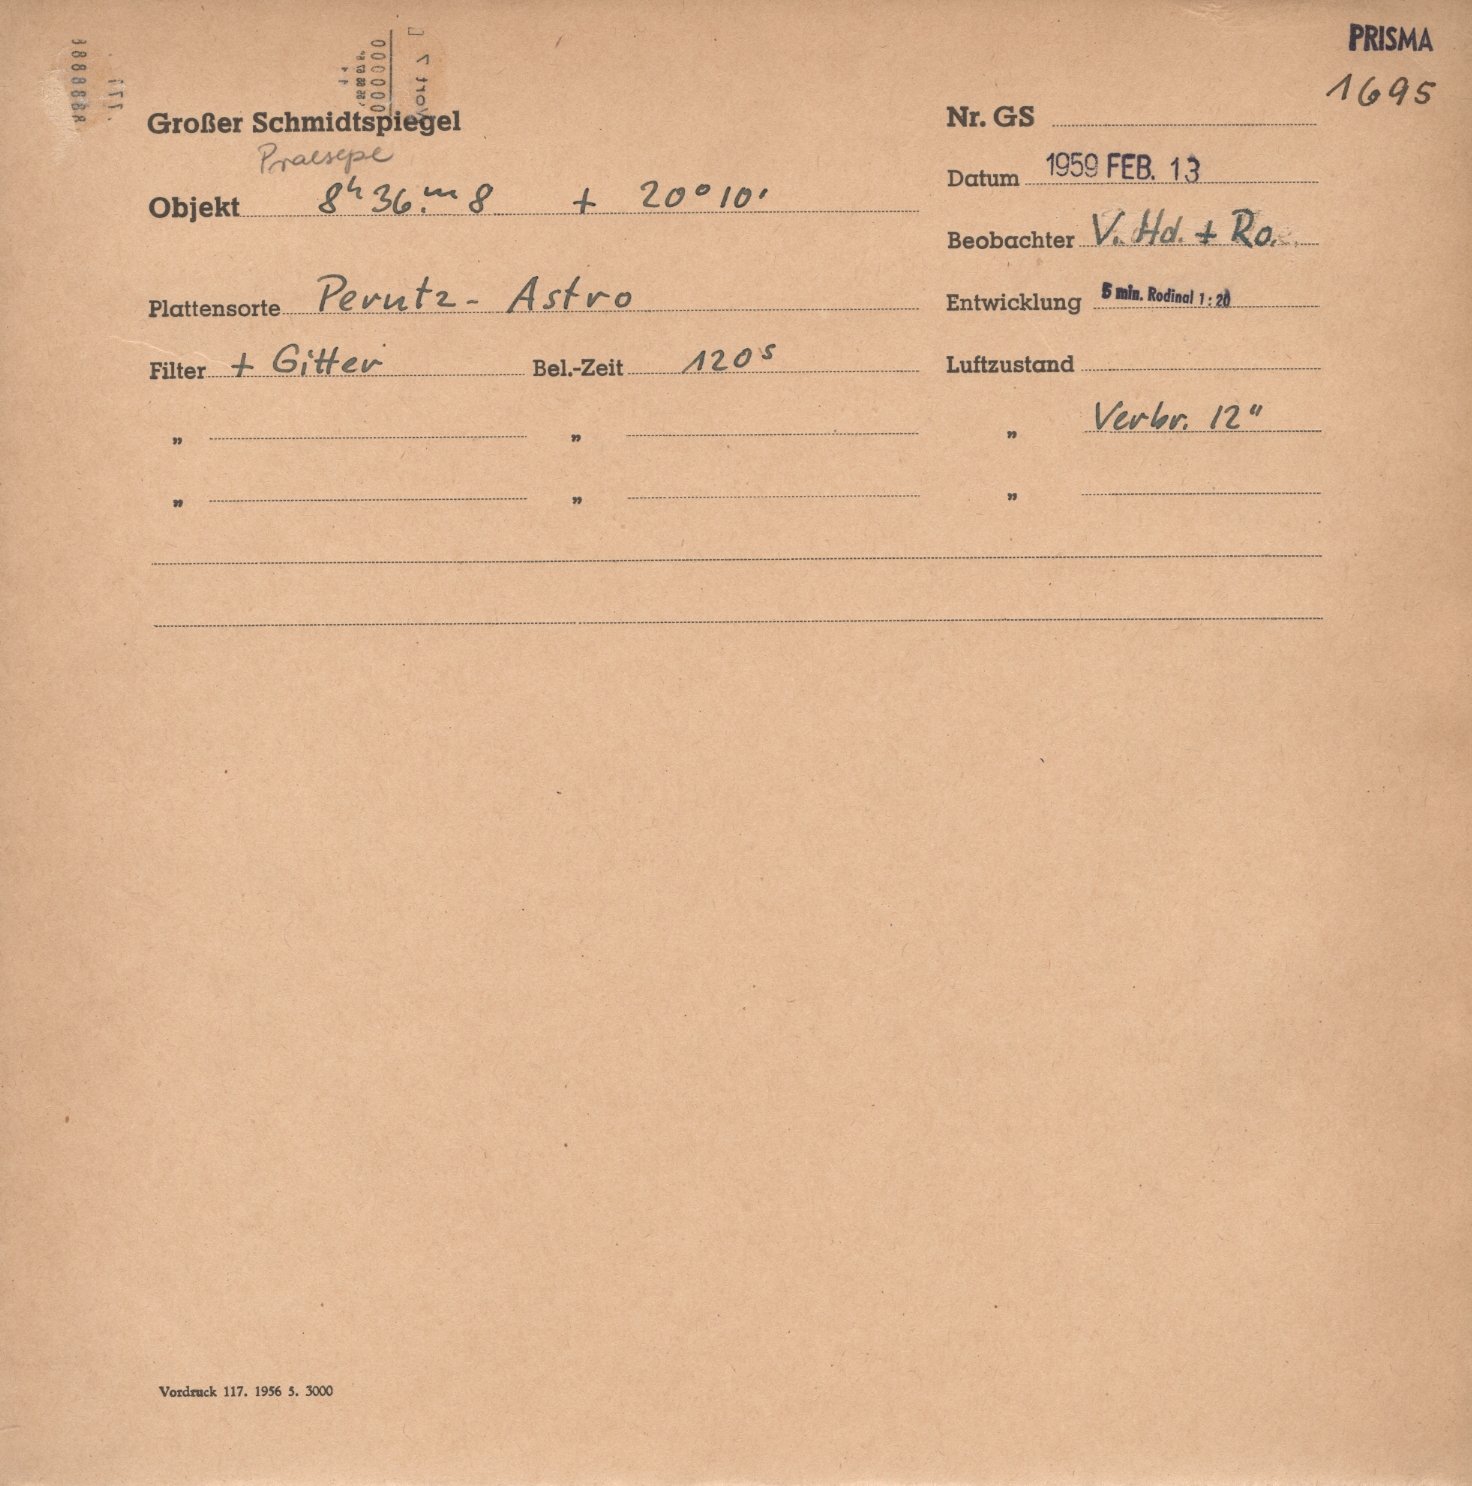 PRISMA
1695
Großer Schmidtspiegel
Nr. GS
Praesepe
Datum 1959 FEB. 13
Objekt 8h 36.m 8 + 20° 10'
Beobachter V. Hd. + Ro.
Plattensorte Perutz - Astro
Entwicklung 5 min. Rodinal 1:20
Filter + Gitter Bel.-Zeit 120s Luftzustand
„ „ „ Verbr. 12"
„ „ „
Vordruck 117. 1956 5. 3000